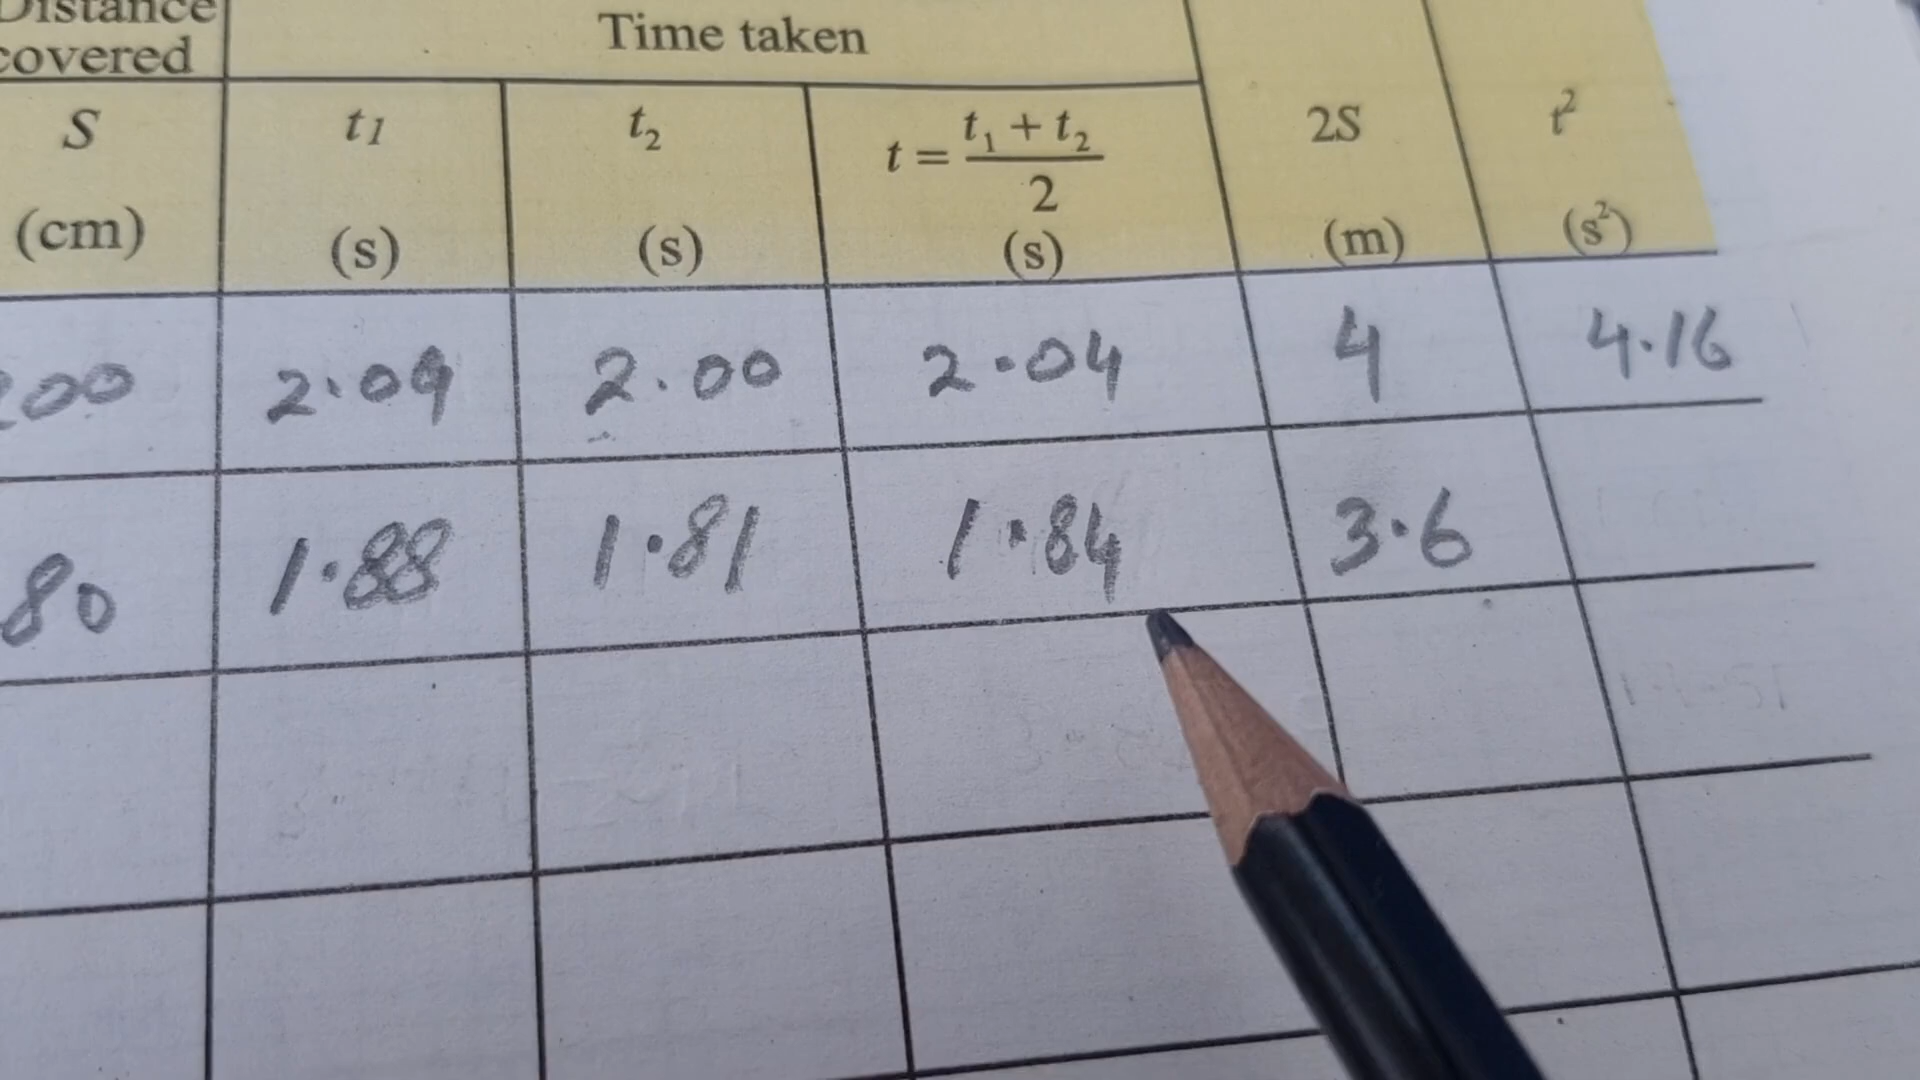 Distance
covered
Time taken
S
t1
t₂
t = t₁ + t₂ / 2
2S
t²
(cm)
(s)
(s)
(s)
(m)
(s²)
200 2.09 2.00 2.04 4 4.16
80 1.88 1.81 1.84 3.6